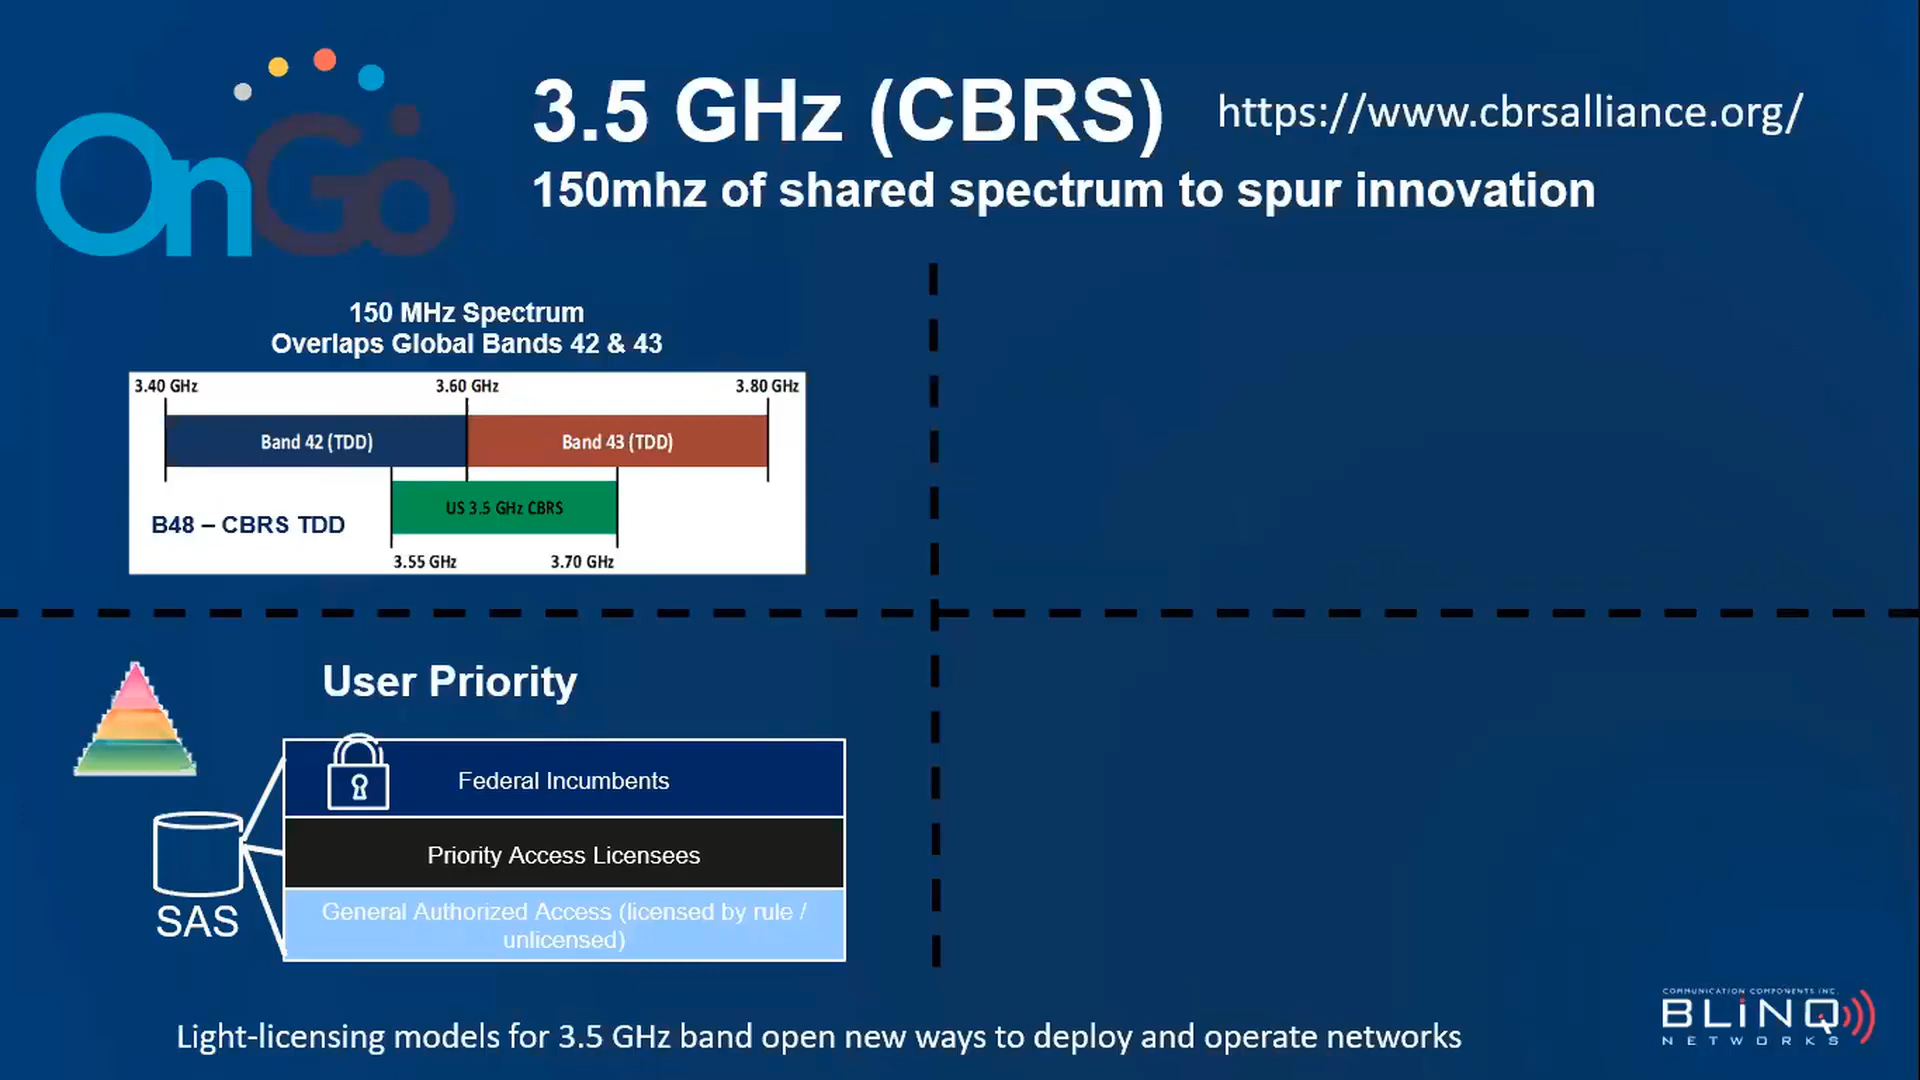 OnGo
3.5 GHz (CBRS)
https://www.cbrsalliance.org/
150mhz of shared spectrum to spur innovation
150 MHz Spectrum
Overlaps Global Bands 42 & 43
3.40 GHz
3.60 GHz
3.80 GHz
Band 42 (TDD)
Band 43 (TDD)
US 3.5 GHz CBRS
B48 – CBRS TDD
3.55 GHz
3.70 GHz
User Priority
Federal Incumbents
Priority Access Licensees
General Authorized Access (licensed by rule /
unlicensed)
SAS
Light-licensing models for 3.5 GHz band open new ways to deploy and operate networks
COMMUNICATION COMPONENTS INC.
BLiNQ
NETWORKS